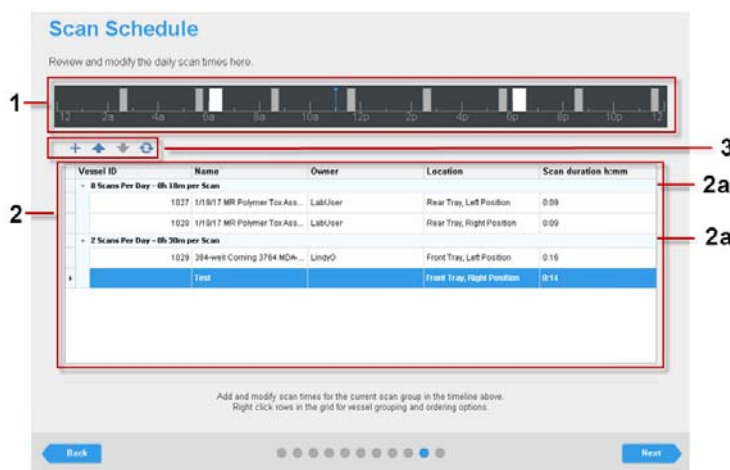 Scan Schedule
Review and modify the daily scan times here.
1
12 2a 4a 6a 8a 10a 12p 2p 4p 6p 8p 10p 12
3
Vessel ID Name Owner Location Scan duration h:mm
8 Scans Per Day - 0h 18m per Scan
2a
1027 1/19/17 MR Polymer Tox Ass... LabUser Rear Tray, Left Position 0:09
2
1028 1/19/17 MR Polymer Tox Ass... LabUser Rear Tray, Right Position 0:09
2 Scans Per Day - 0h 30m per Scan
2a
1029 384-well Corning 3764 MDA-... LindyO Front Tray, Left Position 0:16
Test Front Tray, Right Position 0:14
Add and modify scan times for the current scan group in the timeline above.
Right click rows in the grid for vessel grouping and ordering options.
Back Next